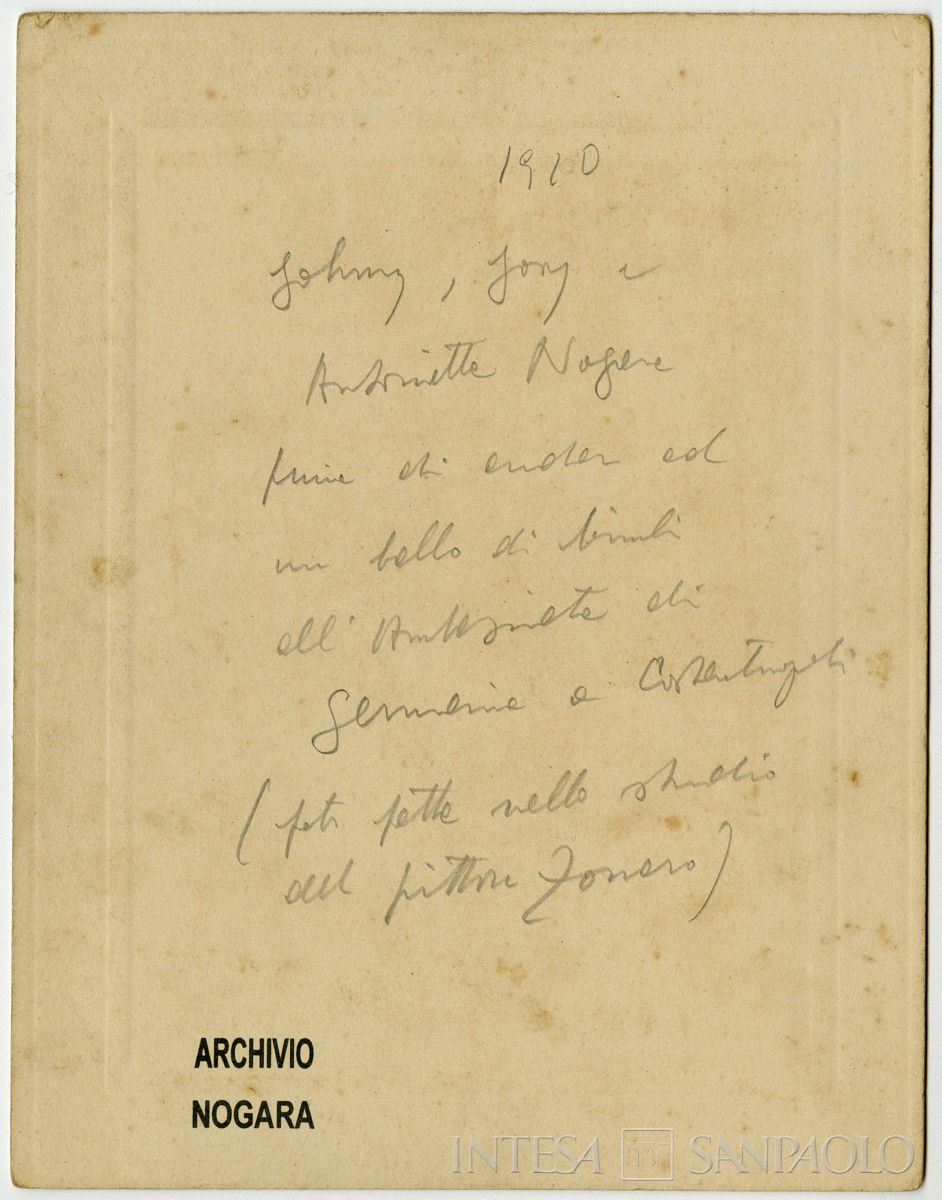 1910
Johnny, Jory e
Antonietta Nogara
prima di andare ad
un ballo di bimbi
all'Ambasciata di
Germania a Costantinopoli
(foto fatta nello studio
del pittore Zonaro)
ARCHIVIO
NOGARA
INTESA SANPAOLO